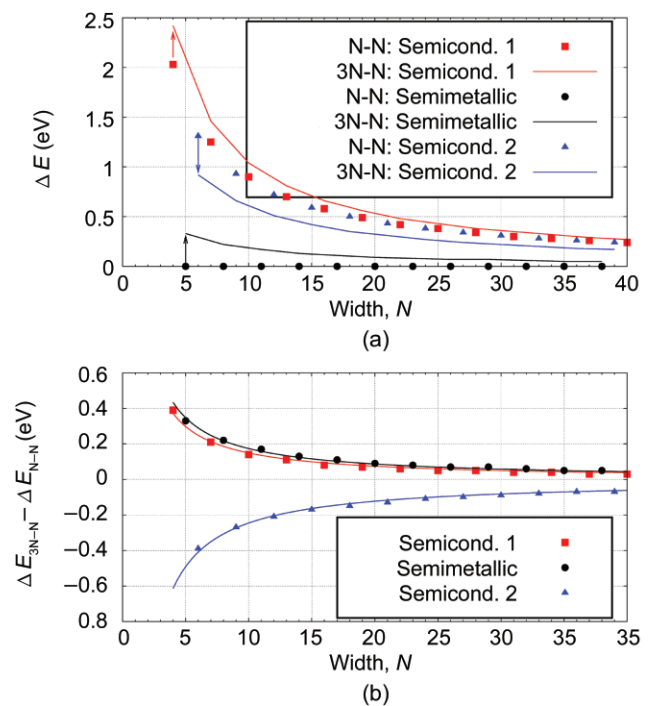 2.5
2
1.5
1
0.5
0
ΔE (eV)
N-N: Semicond. 1
3N-N: Semicond. 1
N-N: Semimetallic
3N-N: Semimetallic
N-N: Semicond. 2
3N-N: Semicond. 2
0 5 10 15 20 25 30 35 40
Width, N
(a)
0.6
0.4
0.2
0
−0.2
−0.4
−0.6
0.8
ΔE3N−N − ΔEN−N (eV)
Semicond. 1
Semimetallic
Semicond. 2
0 5 10 15 20 25 30 35 35
Width, N
(b)